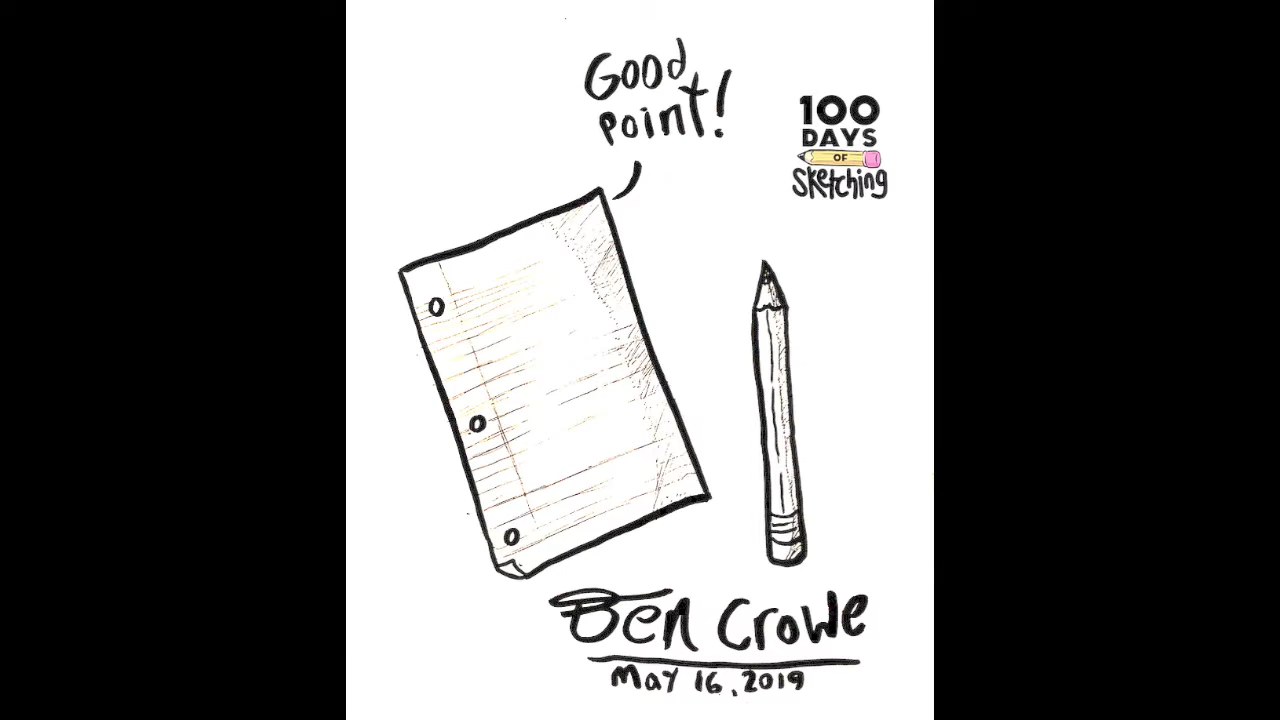 Good
point!
100
DAYS
OF
Sketching
Ben Crowe
May 16, 2019